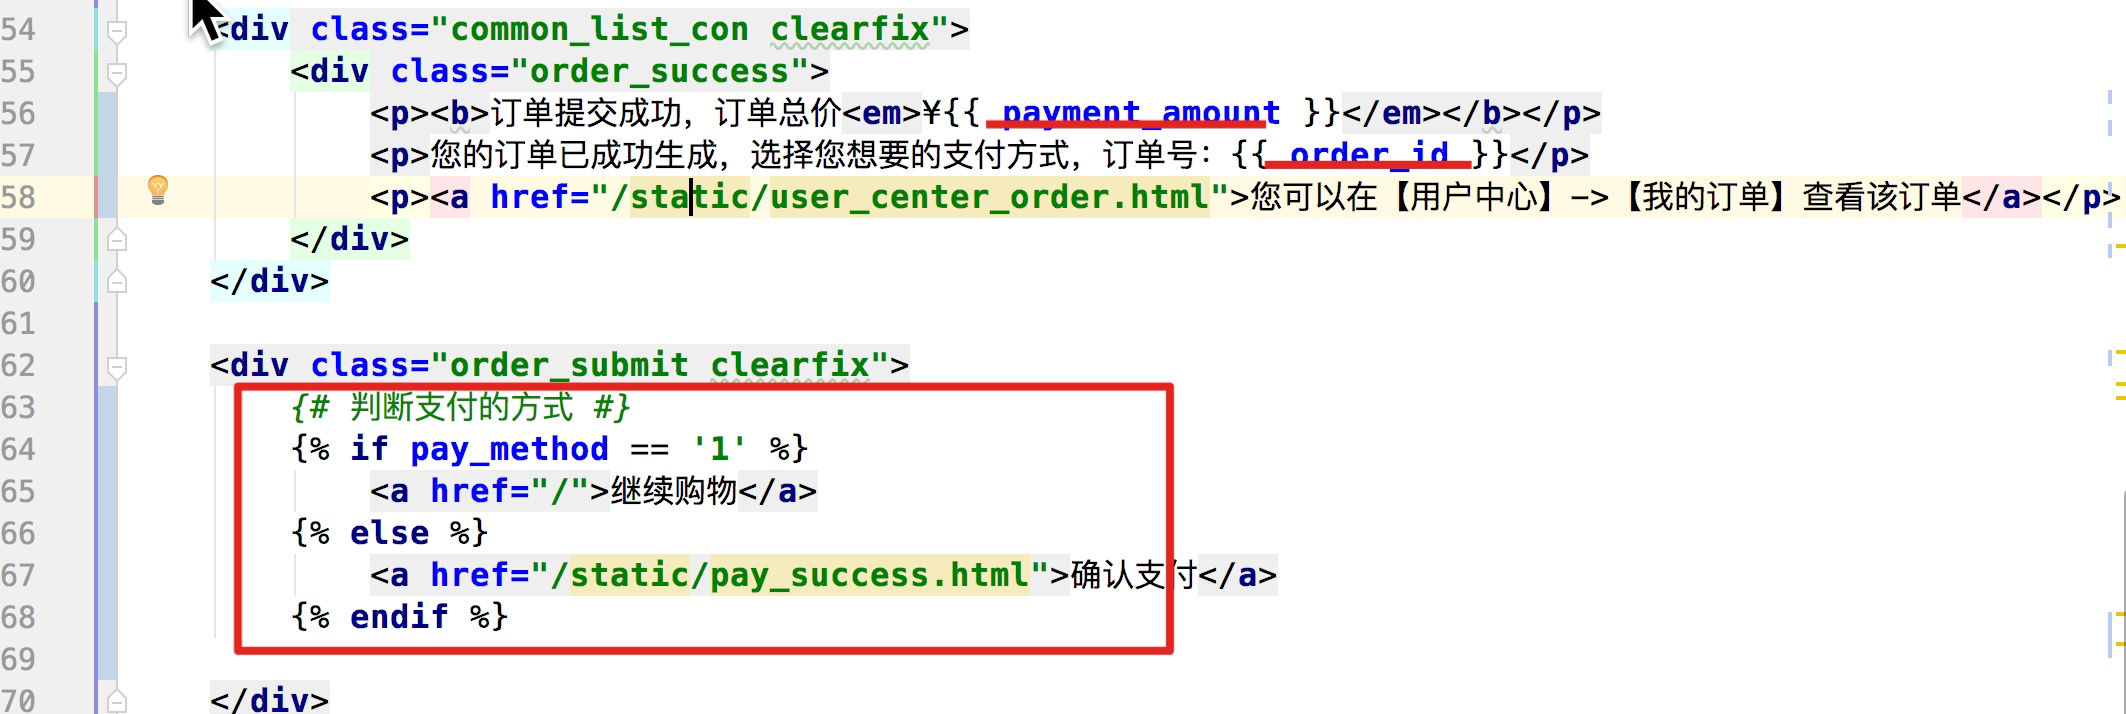 54 <div class="common_list_con clearfix">
55 <div class="order_success">
56 <p><b>订单提交成功，订单总价<em>¥{{ payment_amount }}</em></b></p>
57 <p>您的订单已成功生成，选择您想要的支付方式，订单号：{{ order_id }}</p>
58 <p><a href="/static/user_center_order.html">您可以在【用户中心】->【我的订单】查看该订单</a></p>
59 </div>
60 </div>
61
62 <div class="order_submit clearfix">
63 {# 判断支付的方式 #}
64 {% if pay_method == '1' %}
65 <a href="/">继续购物</a>
66 {% else %}
67 <a href="/static/pay_success.html">确认支付</a>
68 {% endif %}
69
70 </div>